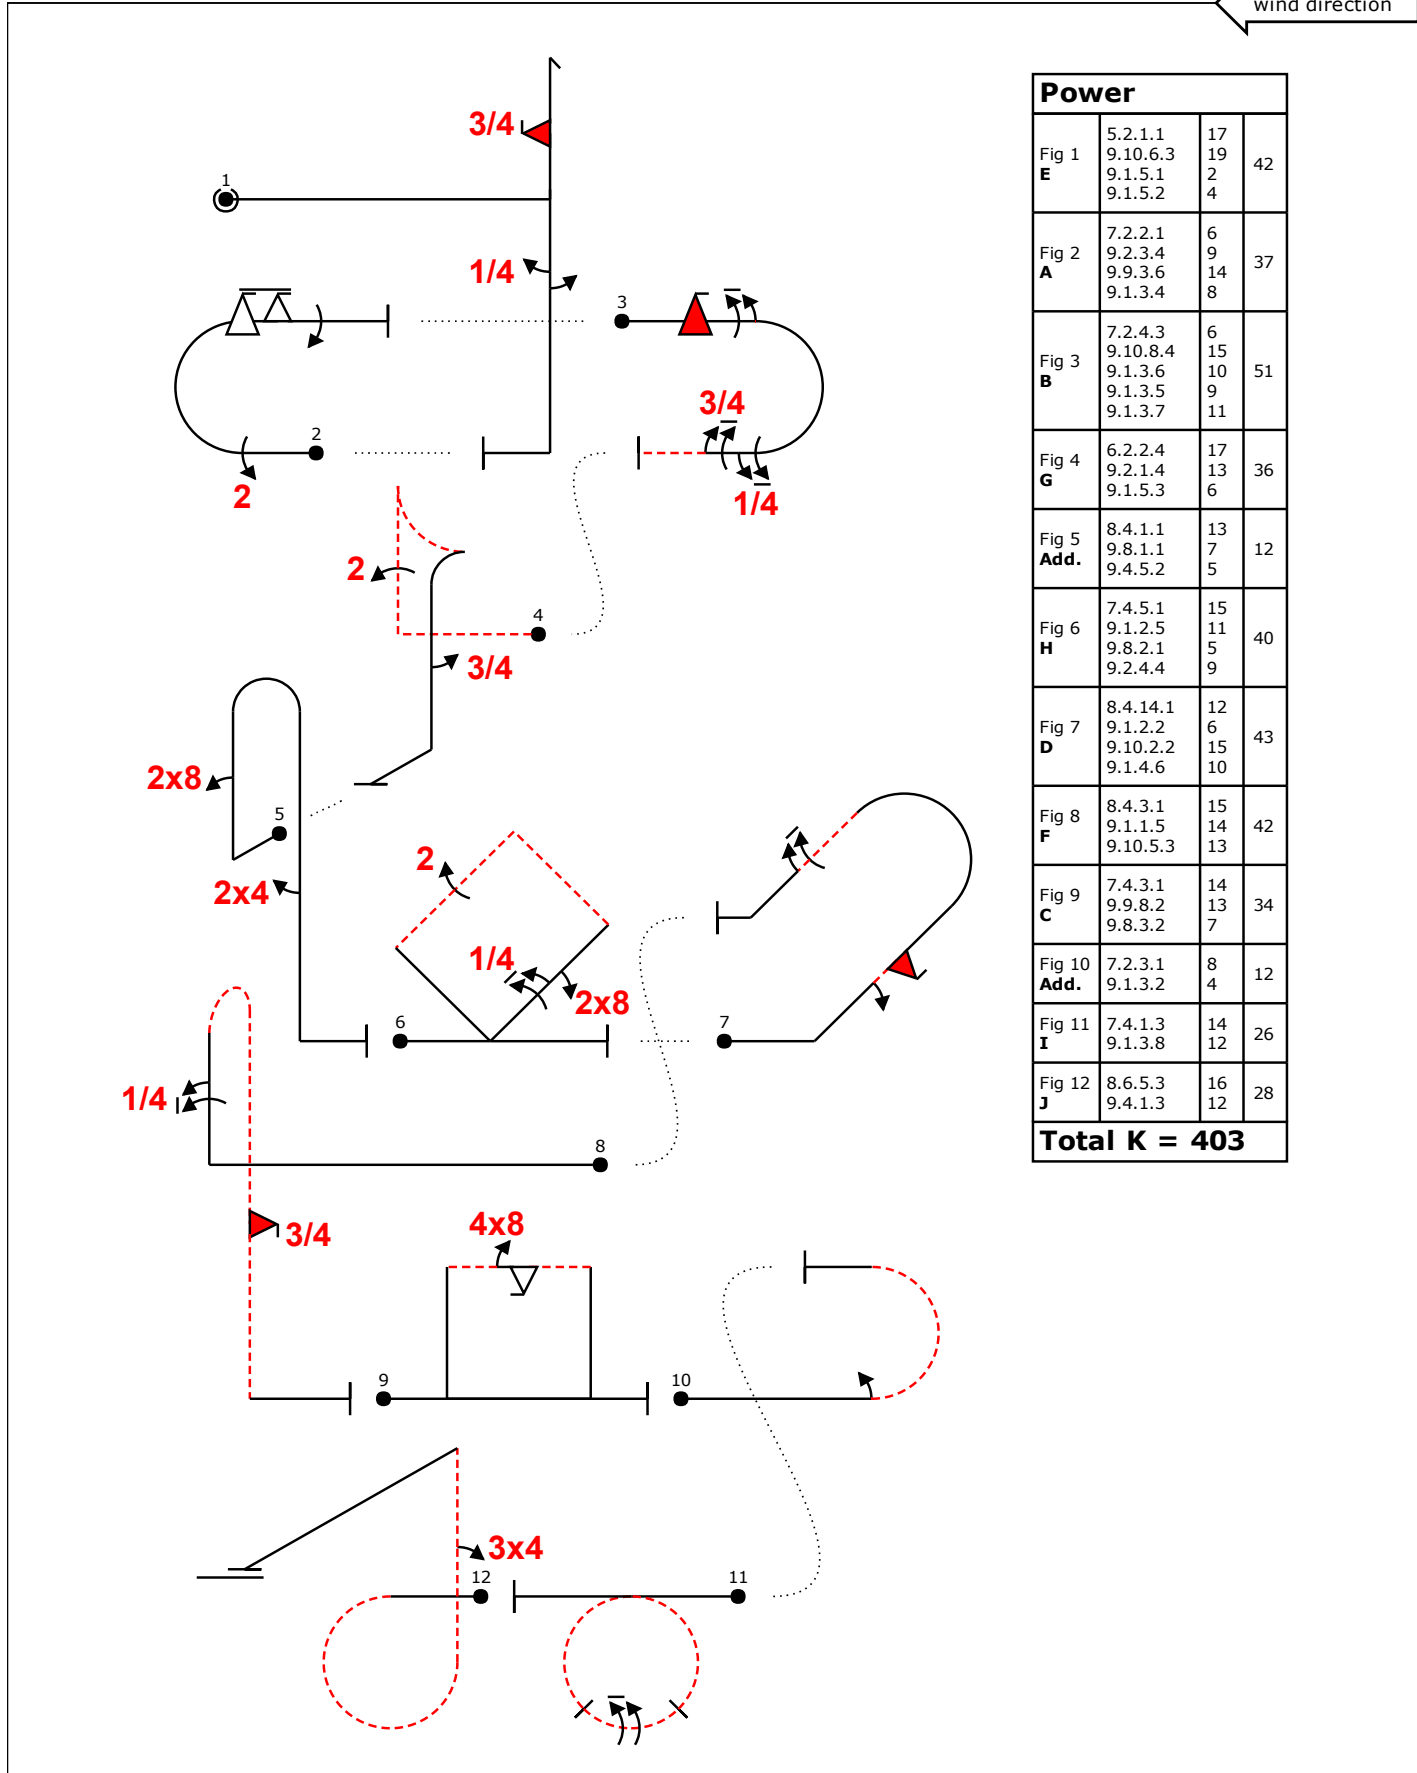 wind direction
3/4
1
1/4
3
2
3/4
2
1/4
2
4
3/4
2x8
5
2
2x4
1/4
2x8
6
7
1/4
8
3/4
4x8
9
10
3x4
12
11
Power
Fig 1 E 5.2.1.1 17 42
9.10.6.3 19
9.1.5.1 2
9.1.5.2 4
Fig 2 A 7.2.2.1 6 37
9.2.3.4 9
9.9.3.6 14
9.1.3.4 8
Fig 3 B 7.2.4.3 6 51
9.10.8.4 15
9.1.3.6 10
9.1.3.5 9
9.1.3.7 11
Fig 4 G 6.2.2.4 17 36
9.2.1.4 13
9.1.5.3 6
Fig 5 Add. 8.4.1.1 13 12
9.8.1.1 7
9.4.5.2 5
Fig 6 H 7.4.5.1 15 40
9.1.2.5 11
9.8.2.1 5
9.2.4.4 9
Fig 7 D 8.4.14.1 12 43
9.1.2.2 6
9.10.2.2 15
9.1.4.6 10
Fig 8 F 8.4.3.1 15 42
9.1.1.5 14
9.10.5.3 13
Fig 9 C 7.4.3.1 14 34
9.9.8.2 13
9.8.3.2 7
Fig 10 Add. 7.2.3.1 8 12
9.1.3.2 4
Fig 11 I 7.4.1.3 14 26
9.1.3.8 12
Fig 12 J 8.6.5.3 16 28
9.4.1.3 12
Total K = 403